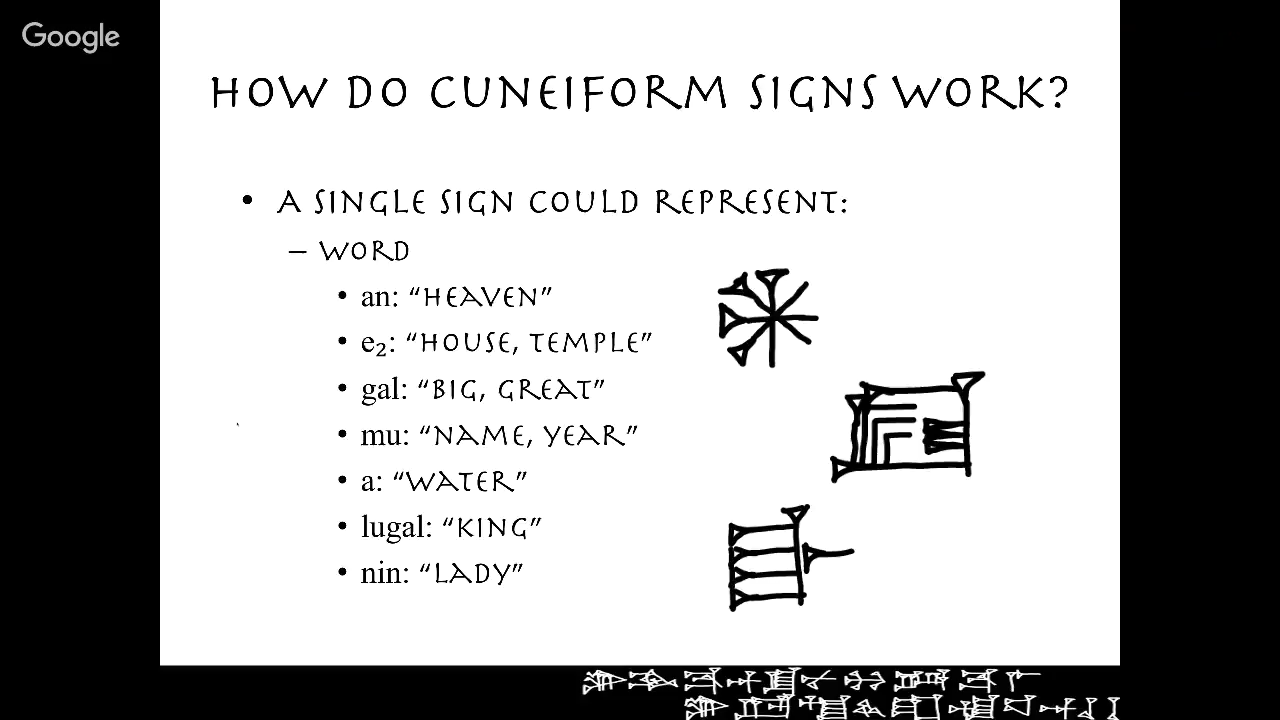 Google
HOW DO CUNEIFORM SIGNS WORK?
• A SINGLE SIGN COULD REPRESENT:
– WORD
• an: “HEAVEN”
• e₂: “HOUSE, TEMPLE”
• gal: “BIG, GREAT”
• mu: “NAME, YEAR”
• a: “WATER”
• lugal: “KING”
• nin: “LADY”